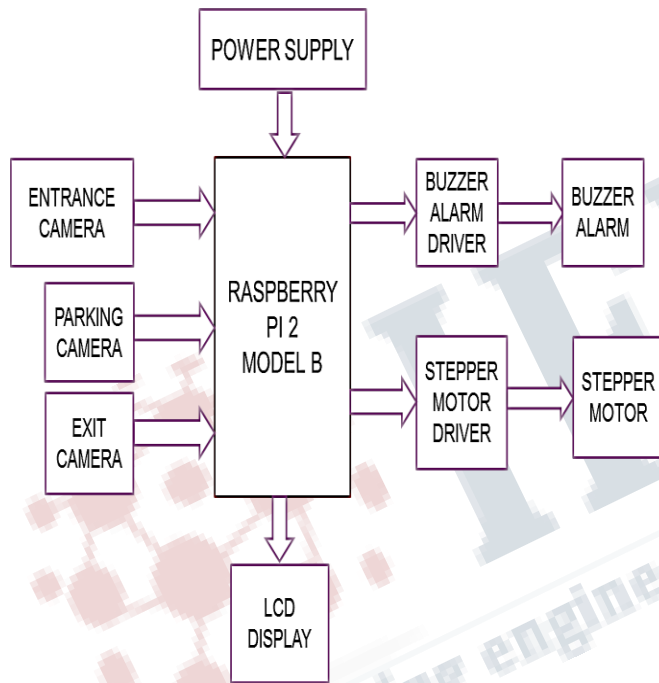 POWER SUPPLY
ENTRANCE
CAMERA
PARKING
CAMERA
EXIT
CAMERA
RASPBERRY
PI 2
MODEL B
BUZZER
ALARM
DRIVER
BUZZER
ALARM
STEPPER
MOTOR
DRIVER
STEPPER
MOTOR
LCD
DISPLAY